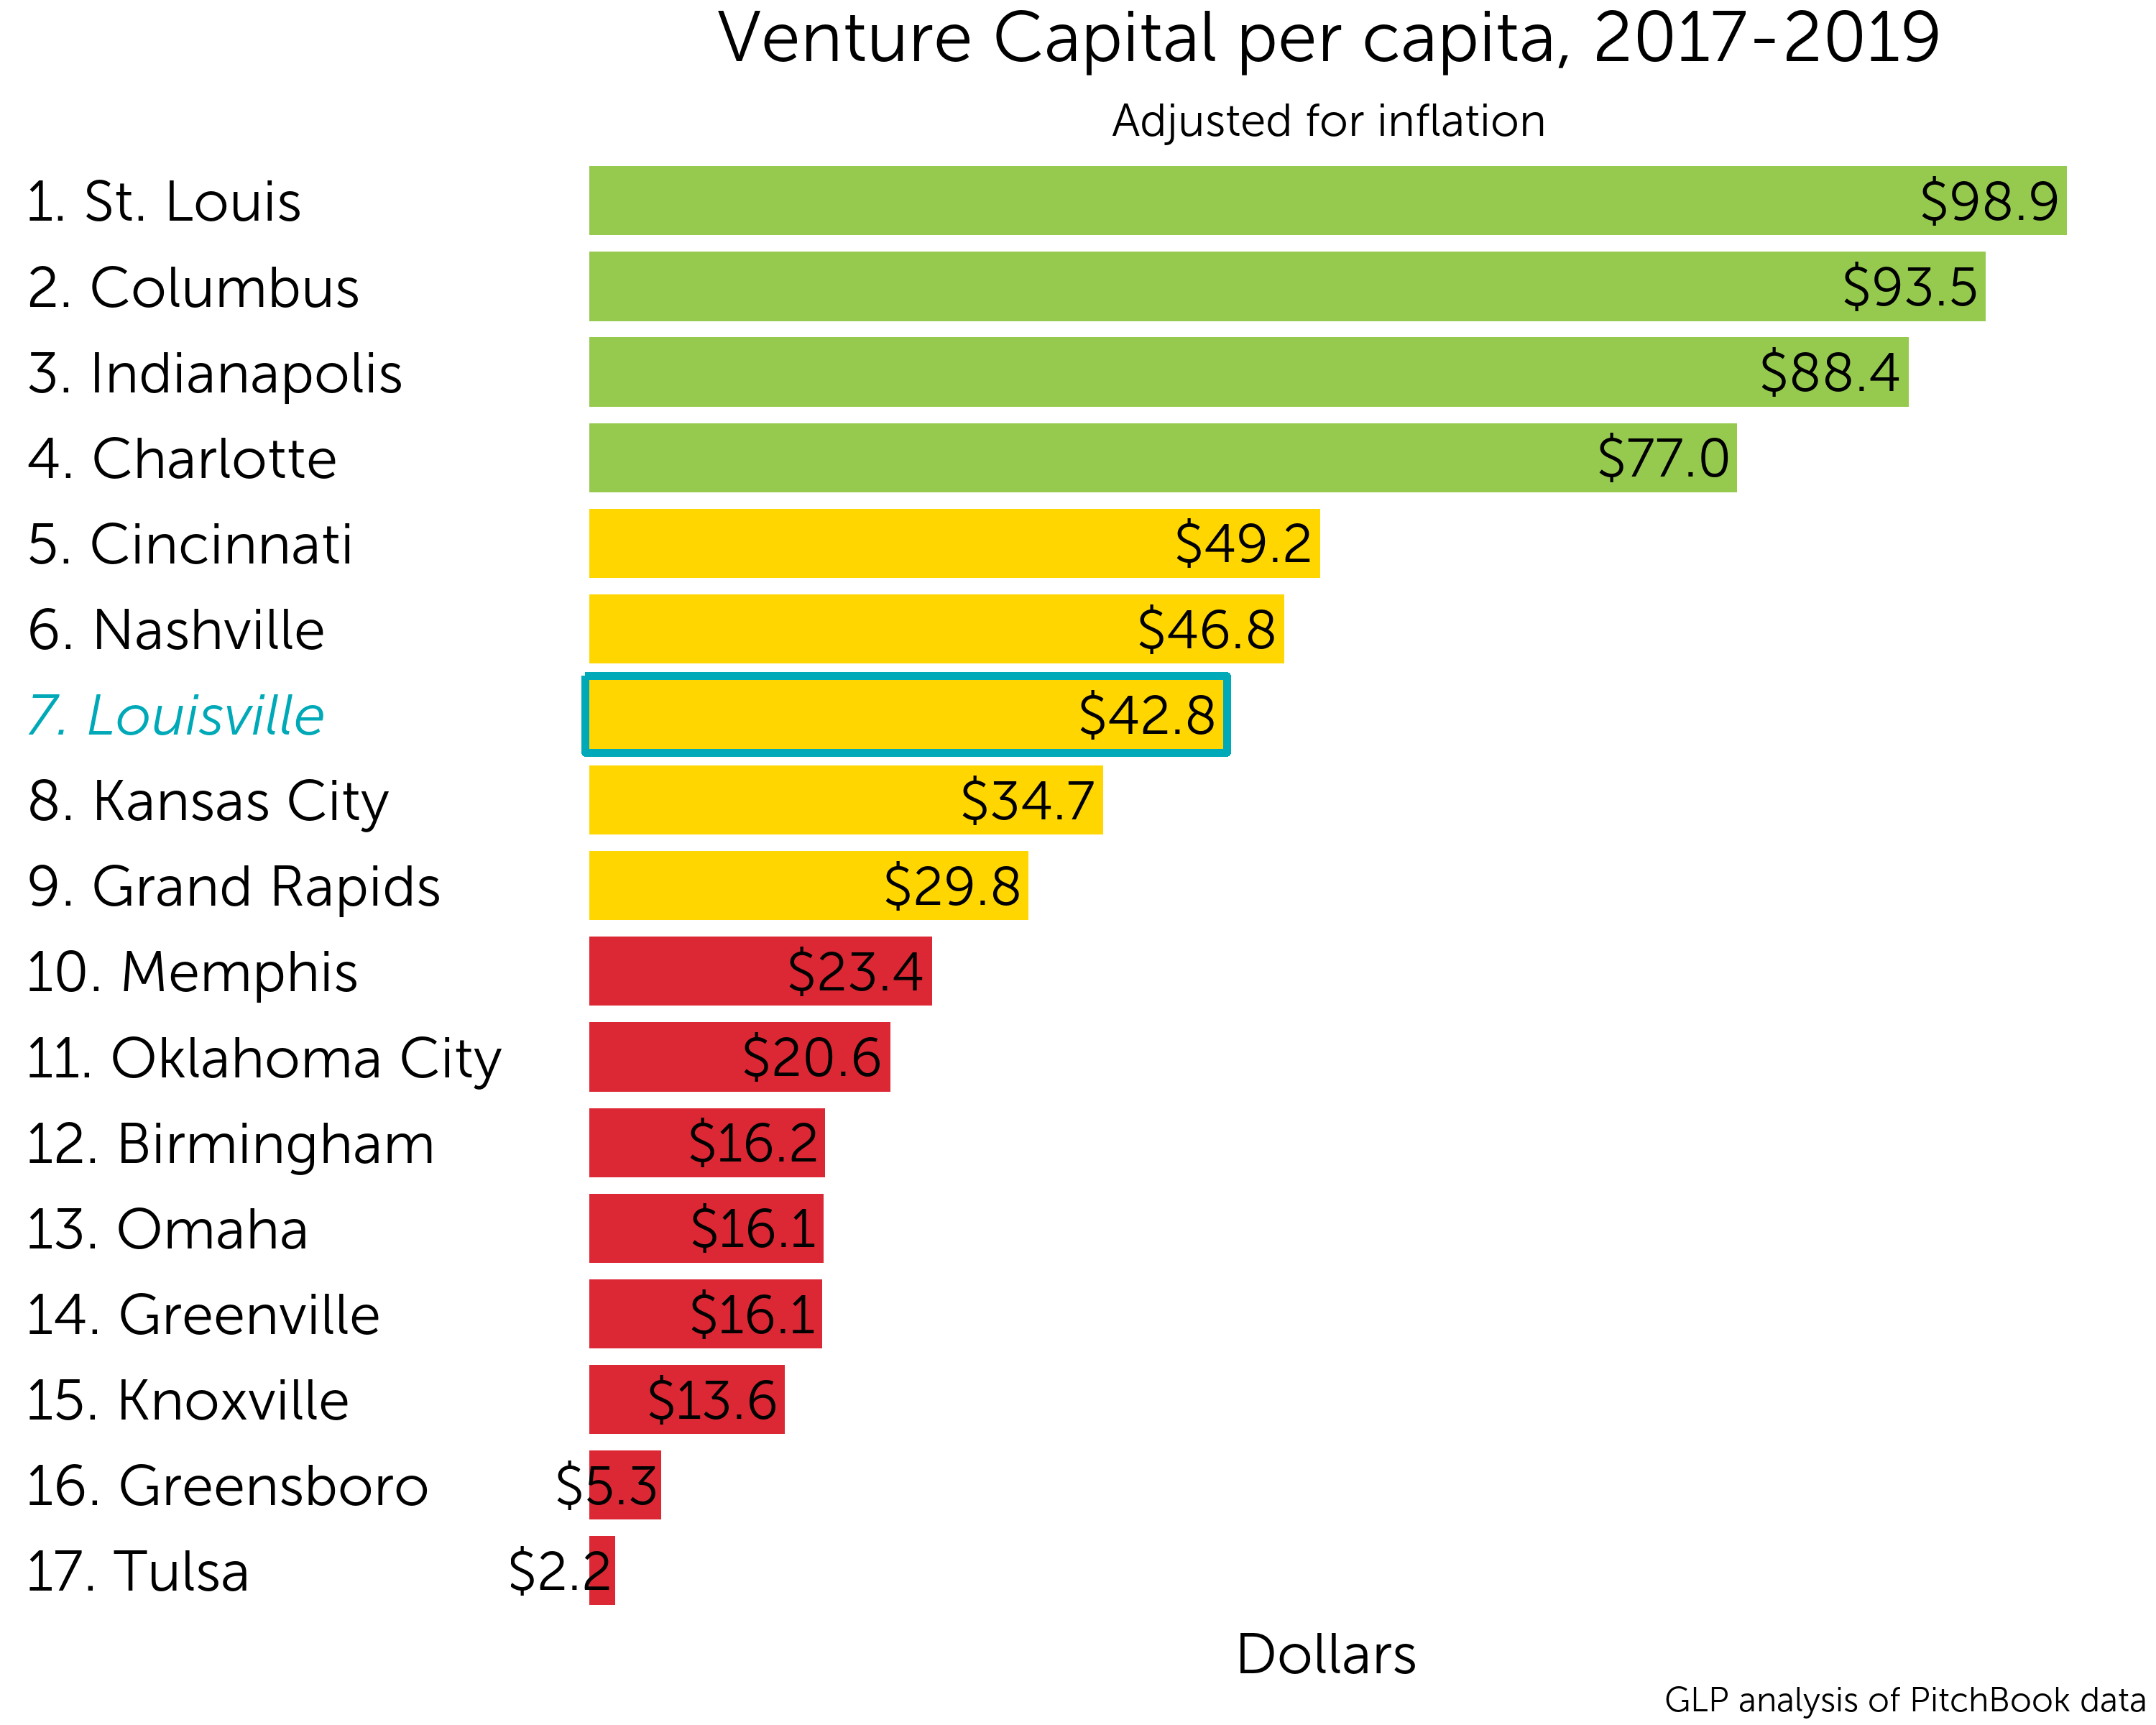 Venture Capital per capita, 2017-2019
Adjusted for inflation
1. St. Louis $98.9
2. Columbus $93.5
3. Indianapolis $88.4
4. Charlotte $77.0
5. Cincinnati $49.2
6. Nashville $46.8
7. Louisville $42.8
8. Kansas City $34.7
9. Grand Rapids $29.8
10. Memphis $23.4
11. Oklahoma City $20.6
12. Birmingham $16.2
13. Omaha $16.1
14. Greenville $16.1
15. Knoxville $13.6
16. Greensboro $5.3
17. Tulsa $2.2
Dollars
GLP analysis of PitchBook data